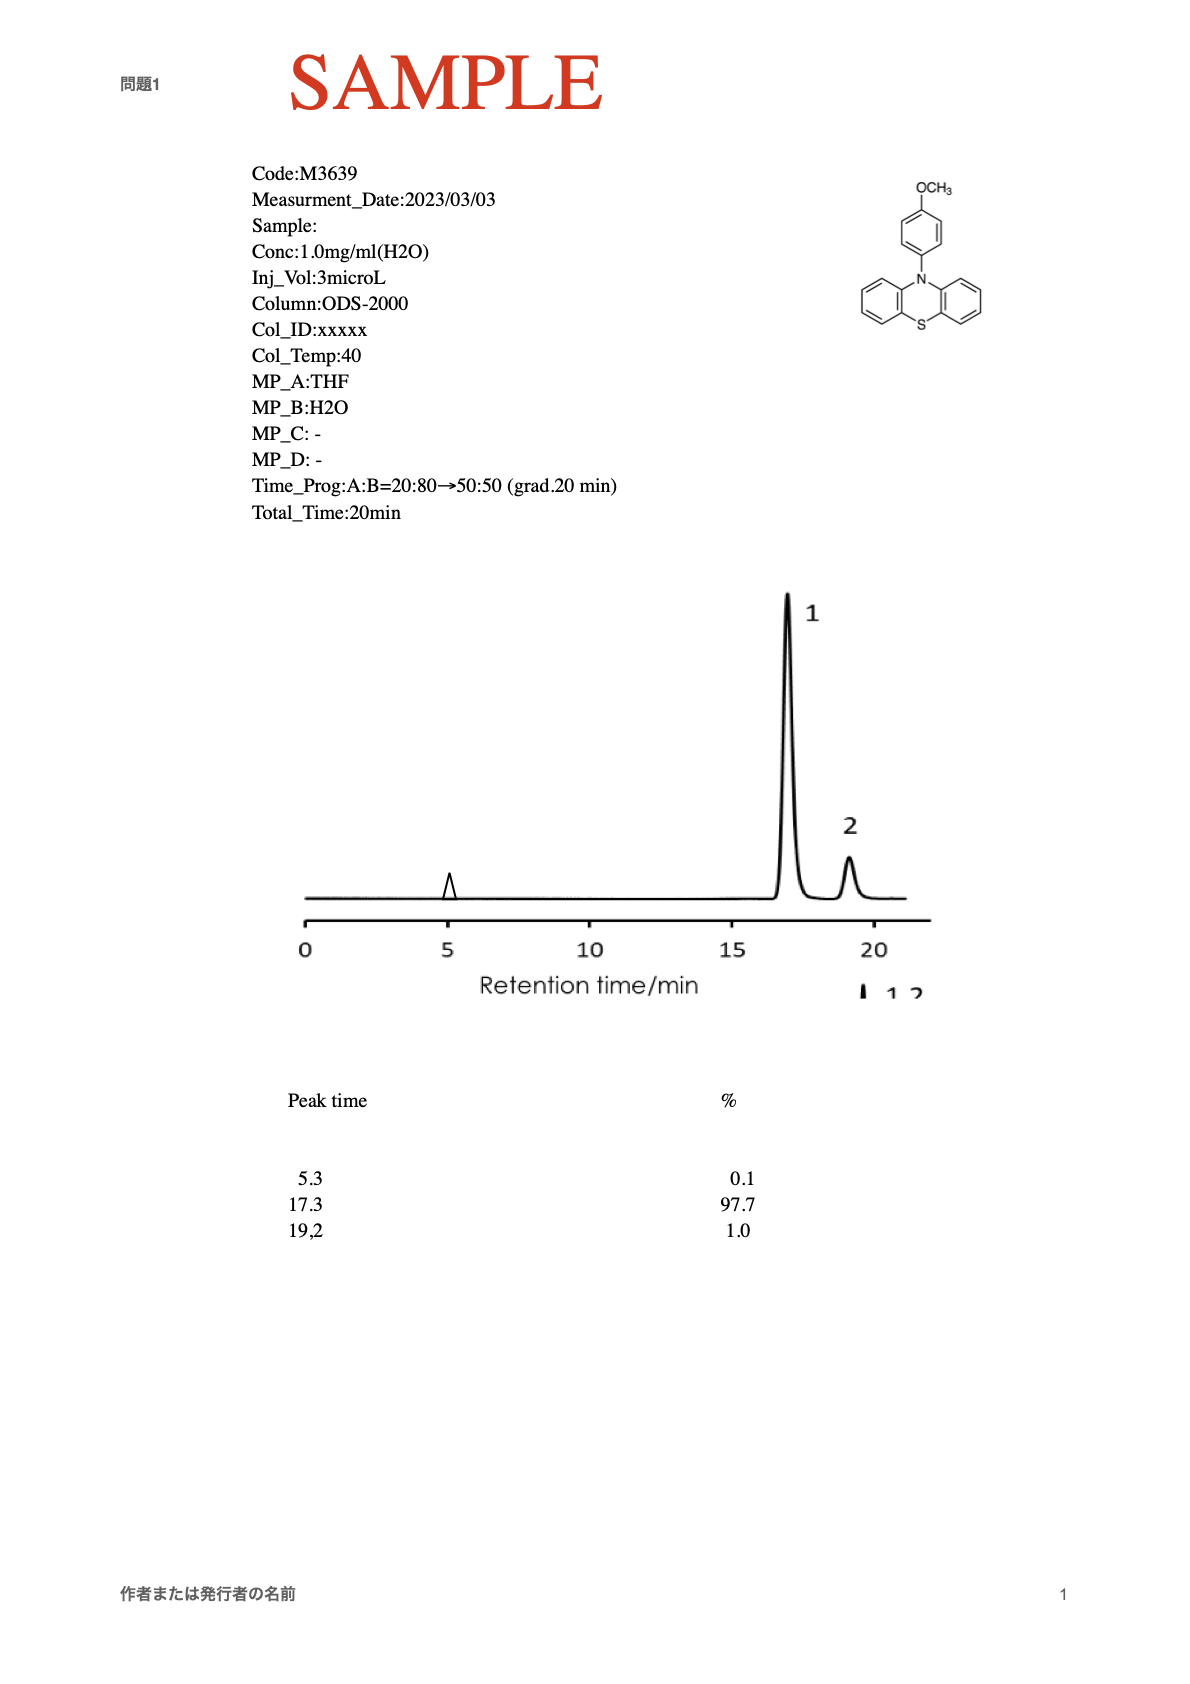 問題1
SAMPLE
Code:M3639
Measurment_Date:2023/03/03
Sample:
Conc:1.0mg/ml(H2O)
Inj_Vol:3microL
Column:ODS-2000
Col_ID:xxxxx
Col_Temp:40
MP_A:THF
MP_B:H2O
MP_C: -
MP_D: -
Time_Prog:A:B=20:80→50:50 (grad.20 min)
Total_Time:20min
OCH3
N
S
1
2
0 5 10 15 20
Retention time/min
1 2
Peak time %
5.3 0.1
17.3 97.7
19,2 1.0
作者または発行者の名前 1